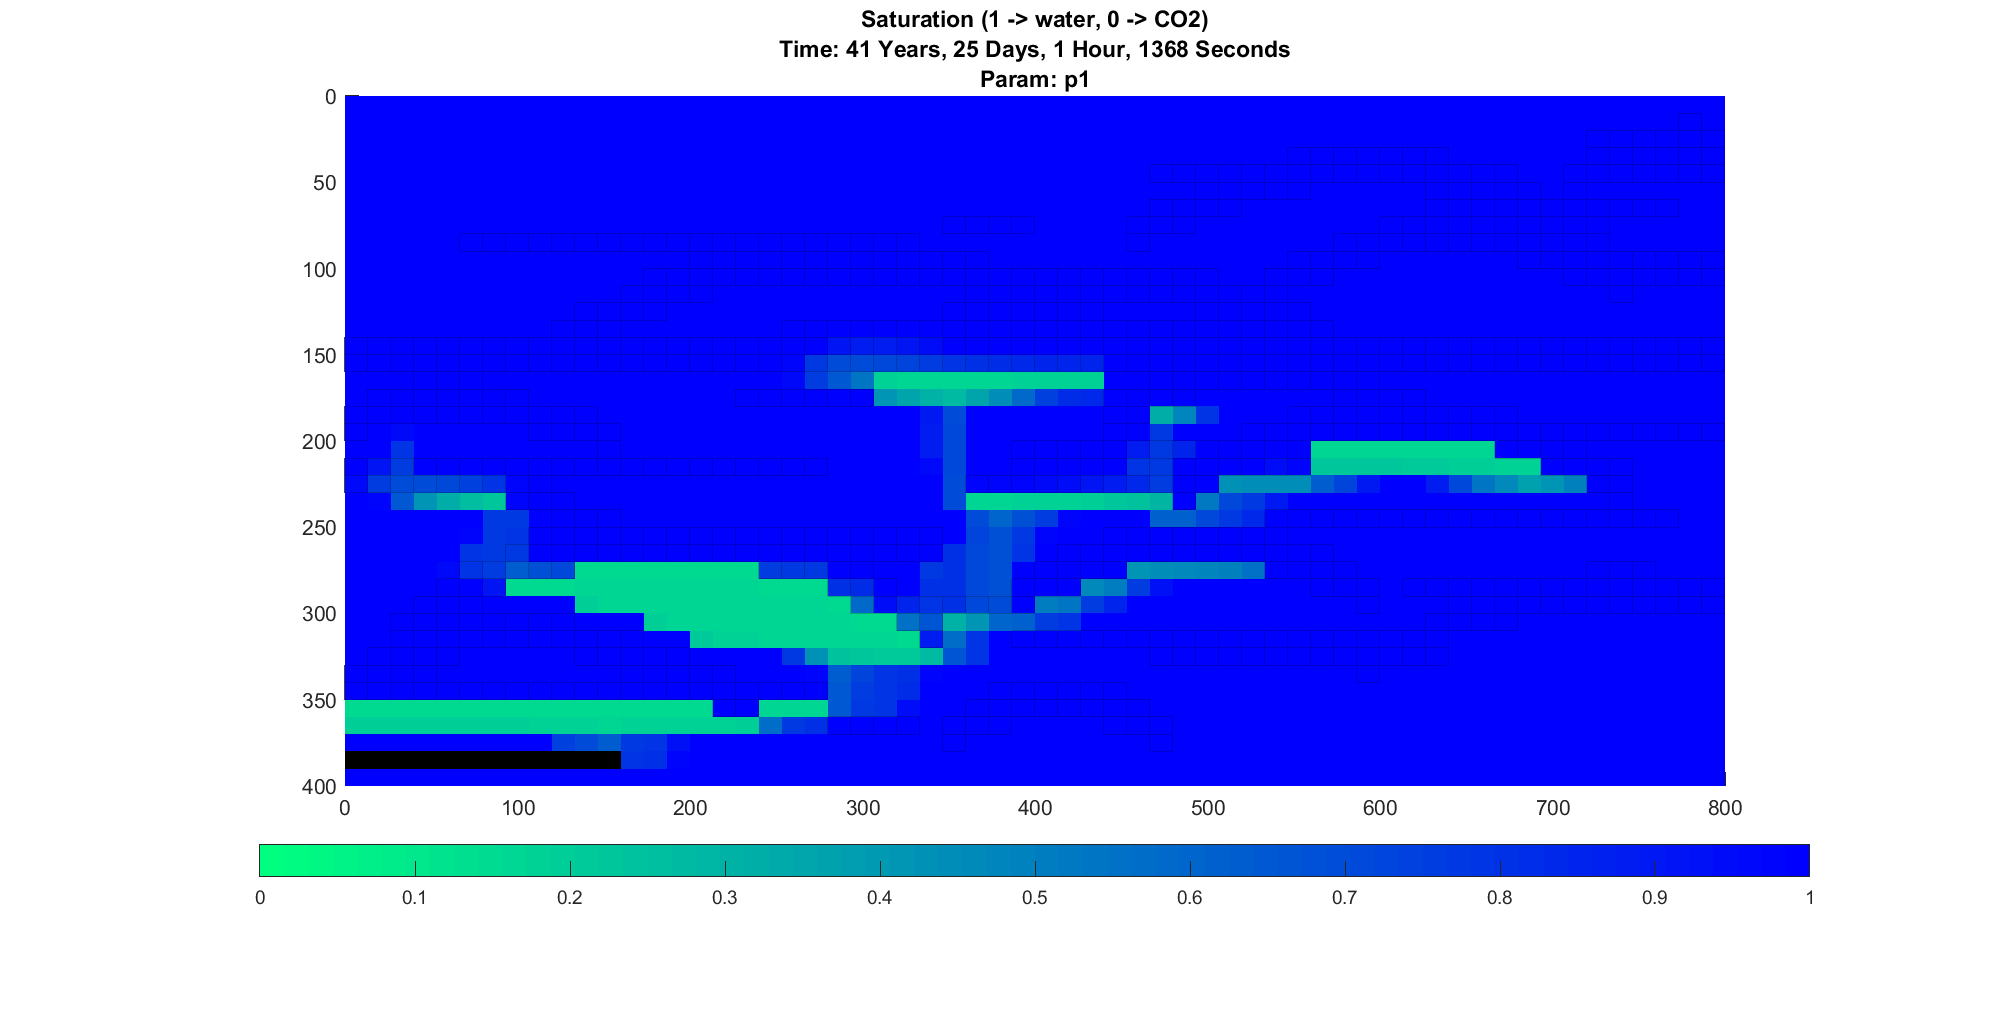 Saturation (1 -> water, 0 -> CO2)
Time: 41 Years, 25 Days, 1 Hour, 1368 Seconds
Param: p1
0
50
100
150
200
250
300
350
400
0 100 200 300 400 500 600 700 800
0 0.1 0.2 0.3 0.4 0.5 0.6 0.7 0.8 0.9 1